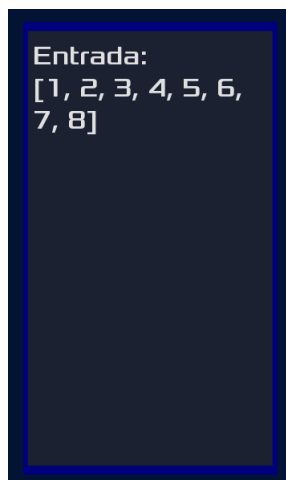 Entrada:
[1, 2, 3, 4, 5, 6,
7, 8]